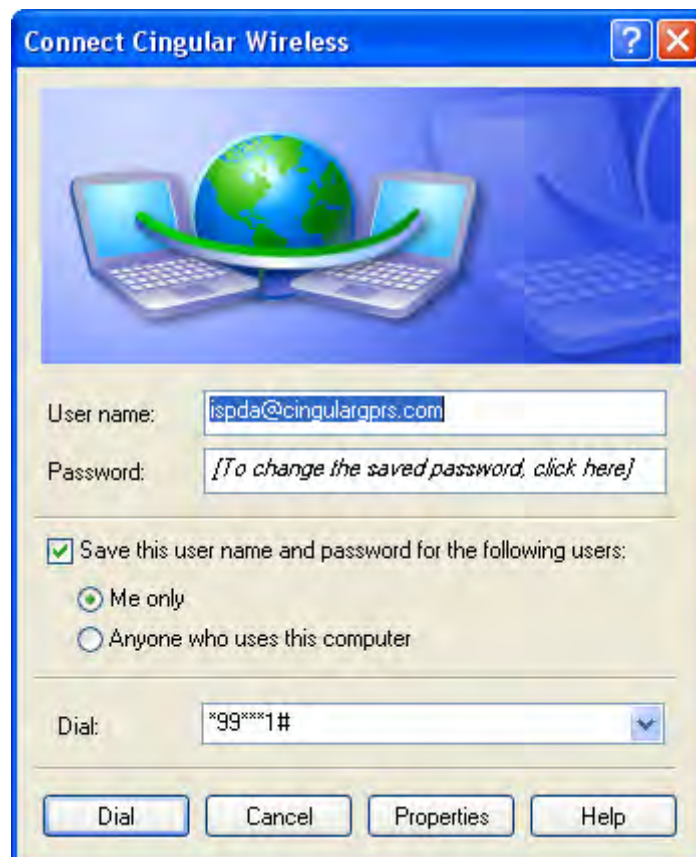 Connect Cingular Wireless
User name: ispda@cingulargprs.com
Password: [To change the saved password, click here]
Save this user name and password for the following users:
Me only
Anyone who uses this computer
Dial: *99***1#
Dial Cancel Properties Help